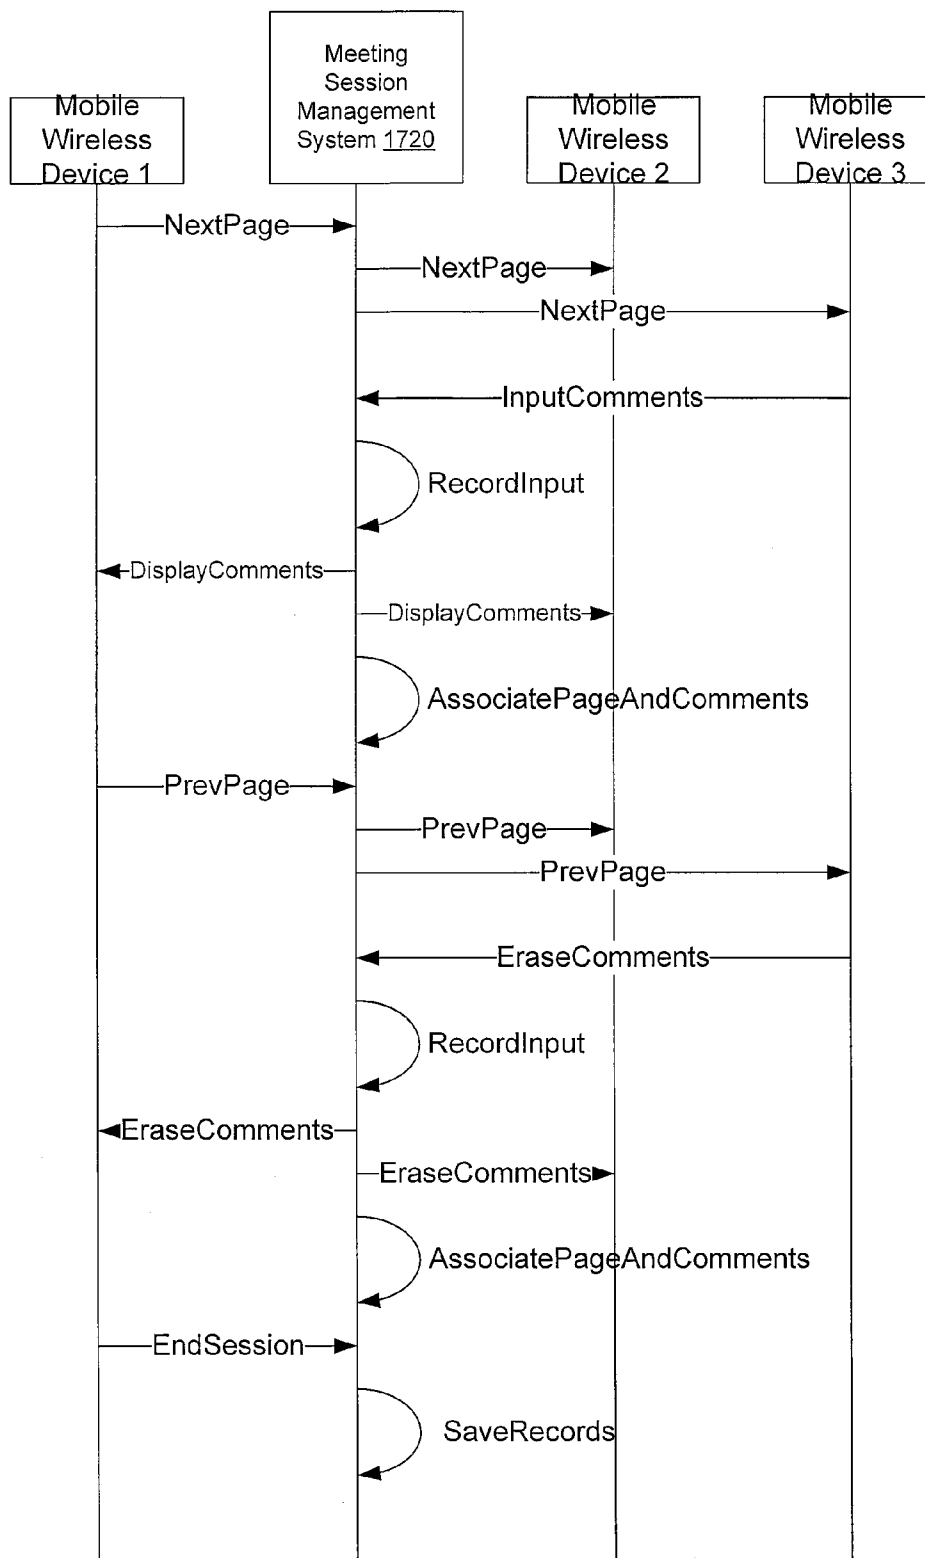 Meeting
Session
Management
System 1720
Mobile
Wireless
Device 1
Mobile
Wireless
Device 2
Mobile
Wireless
Device 3
NextPage
NextPage
NextPage
InputComments
RecordInput
DisplayComments
DisplayComments
AssociatePageAndComments
PrevPage
PrevPage
PrevPage
EraseComments
RecordInput
EraseComments
EraseComments
AssociatePageAndComments
EndSession
SaveRecords